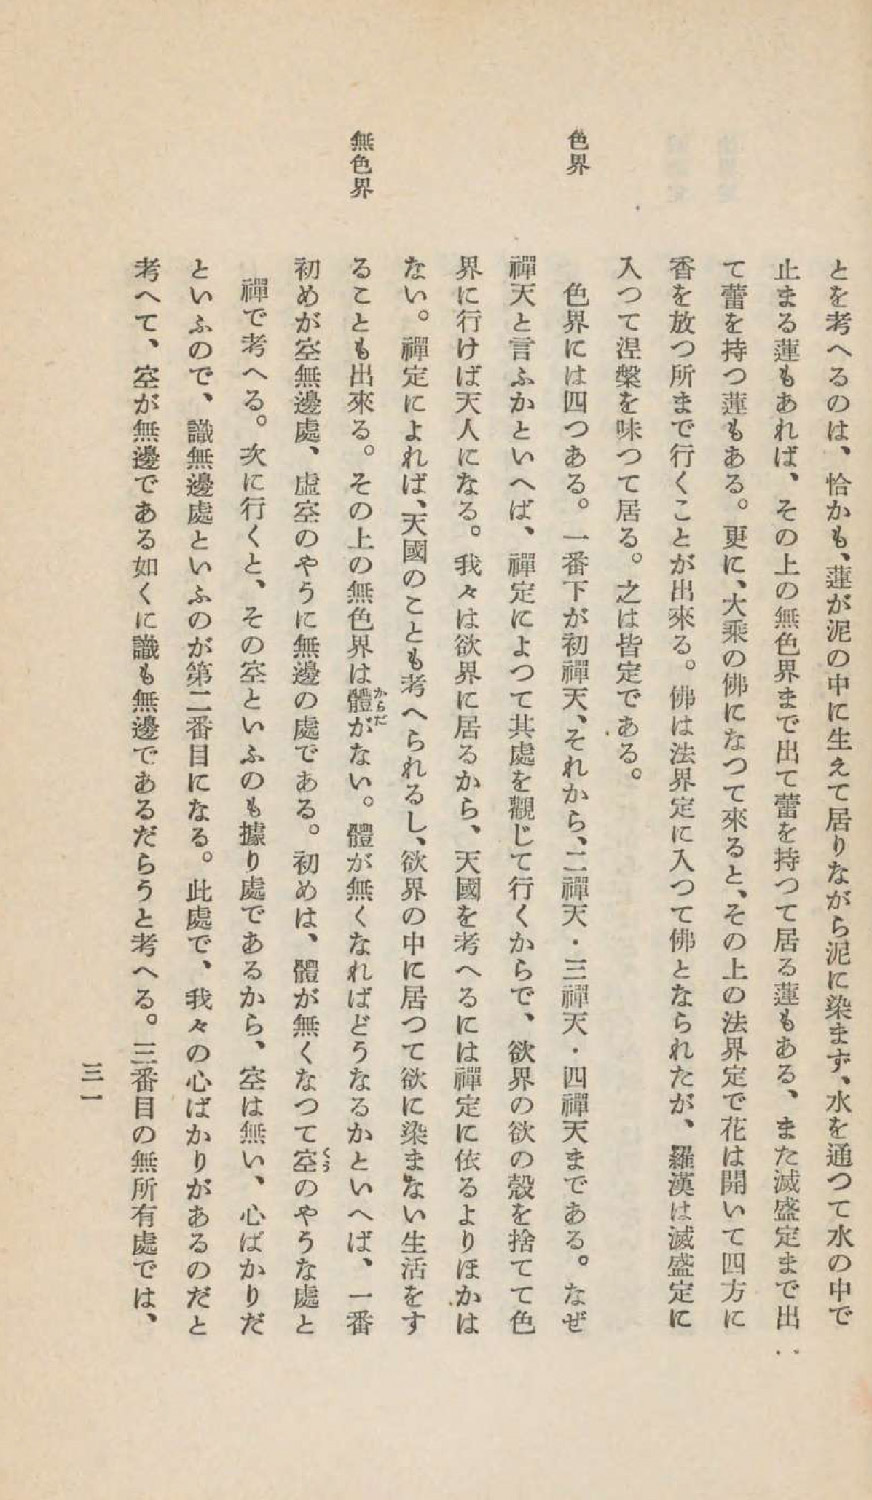 とを考へるのは、恰かも、蓮が泥の中に生えて居りながら泥に染まず、水を通つて水の中で
止まる蓮もあれば、その上の無色界まで出て蕾を持つて居る蓮もある、また滅盛定まで出
て蕾を持つ蓮もある。更に、大乘の佛になつて來ると、その上の法界定で花は開いて四方に
香を放つ所まで行くことが出來る。佛は法界定に入つて佛となられたが、羅漢は滅盛定に
入つて涅槃を味つて居る。之は皆定である。
色界
色界には四つある。一番下が初禪天、それから、二禪天・三禪天・四禪天まである。なぜ
禪天と言ふかといへば、禪定によつて其處を觀じて行くからで、欲界の欲の殼を捨てて色
界に行けば天人になる。我々は欲界に居るから、天國を考へるには禪定に依るよりほかは
ない。禪定によれば、天國のことも考へられるし、欲界の中に居つて欲に染まない生活をす
無色界
ることも出來る。その上の無色界は體がない。體が無くなればどうなるかといへば、一番
からだ
初めが空無邊處、虛空のやうに無邊の處である。初めは、體が無くなつて空のやうな處と
くう
禪で考へる。次に行くと、その空といふのも據り處であるから、空は無い、心ばかりだ
といふので、識無邊處といふのが第二番目になる。此處で、我々の心ばかりがあるのだと
考へて、空が無邊である如くに識も無邊であるだらうと考へる。三番目の無所有處では、
三一